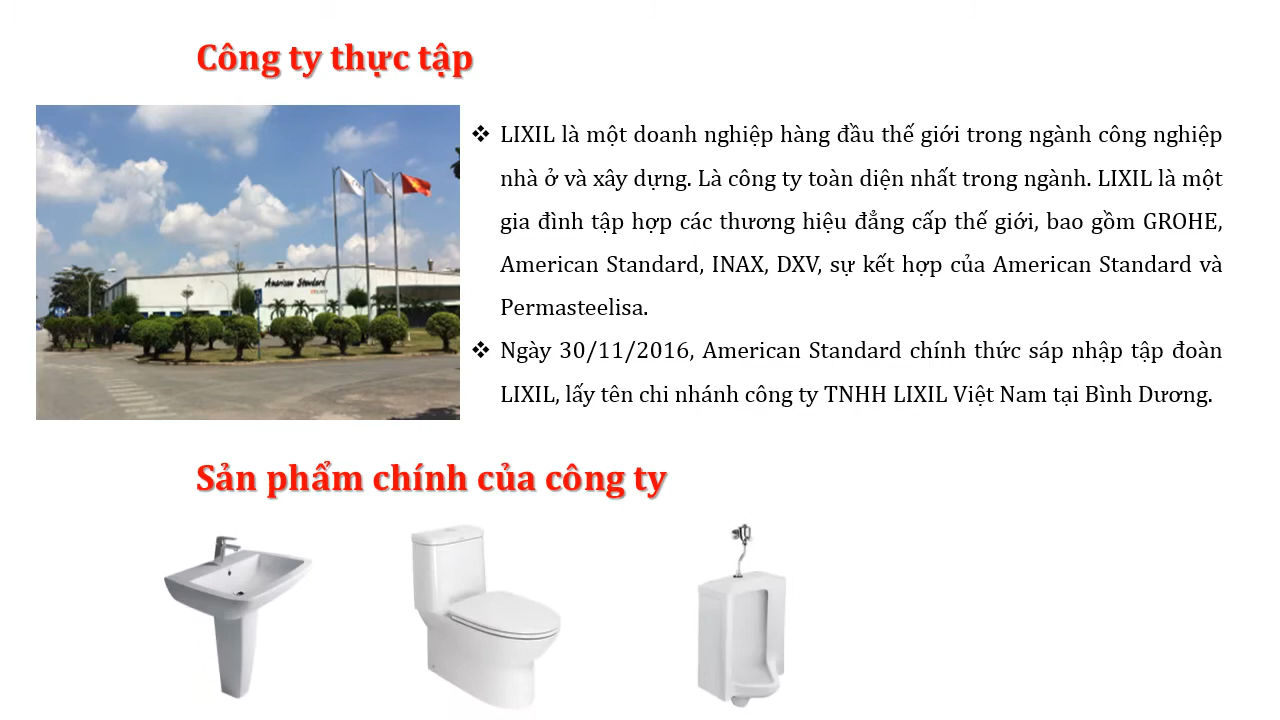 Công ty thực tập
American Standard
❖ LIXIL là một doanh nghiệp hàng đầu thế giới trong ngành công nghiệp
nhà ở và xây dựng. Là công ty toàn diện nhất trong ngành. LIXIL là một
gia đình tập hợp các thương hiệu đẳng cấp thế giới, bao gồm GROHE,
American Standard, INAX, DXV, sự kết hợp của American Standard và
Permasteelisa.
❖ Ngày 30/11/2016, American Standard chính thức sáp nhập tập đoàn
LIXIL, lấy tên chi nhánh công ty TNHH LIXIL Việt Nam tại Bình Dương.
Sản phẩm chính của công ty